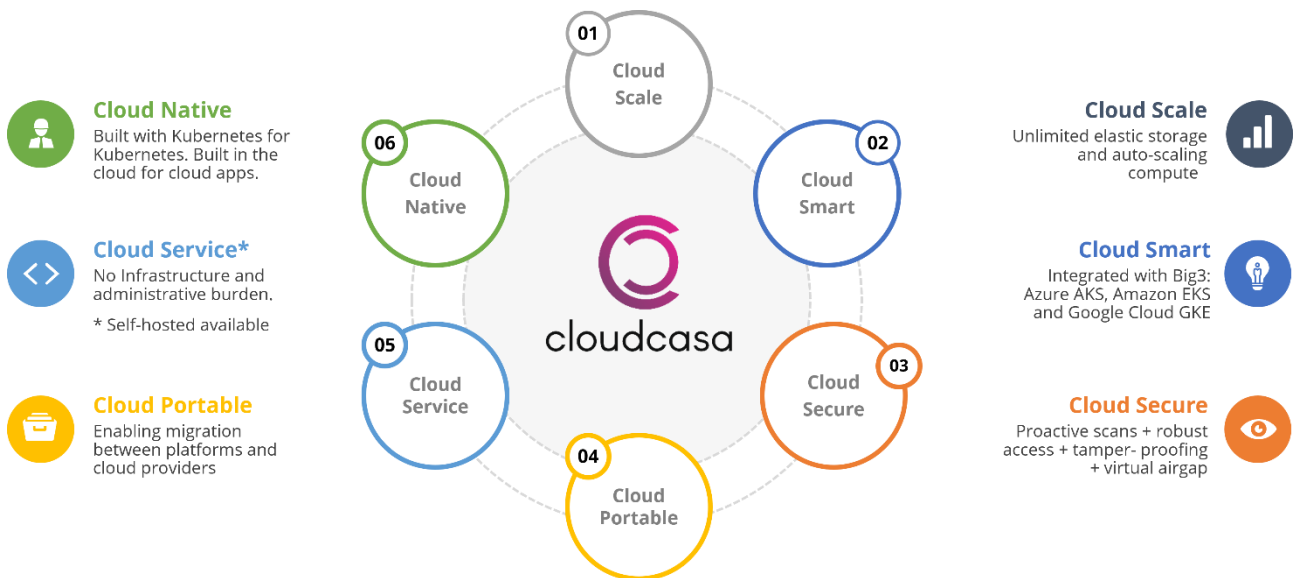 Cloud Native
Built with Kubernetes for
Kubernetes. Built in the
cloud for cloud apps.
Cloud Service*
No Infrastructure and
administrative burden.
* Self-hosted available
Cloud Portable
Enabling migration
between platforms and
cloud providers
01
Cloud
Scale
02
Cloud
Smart
03
Cloud
Secure
04
Cloud
Portable
05
Cloud
Service
06
Cloud
Native
cloudcasa
Cloud Scale
Unlimited elastic storage
and auto-scaling
compute
Cloud Smart
Integrated with Big3:
Azure AKS, Amazon EKS
and Google Cloud GKE
Cloud Secure
Proactive scans + robust
access + tamper- proofing
+ virtual airgap